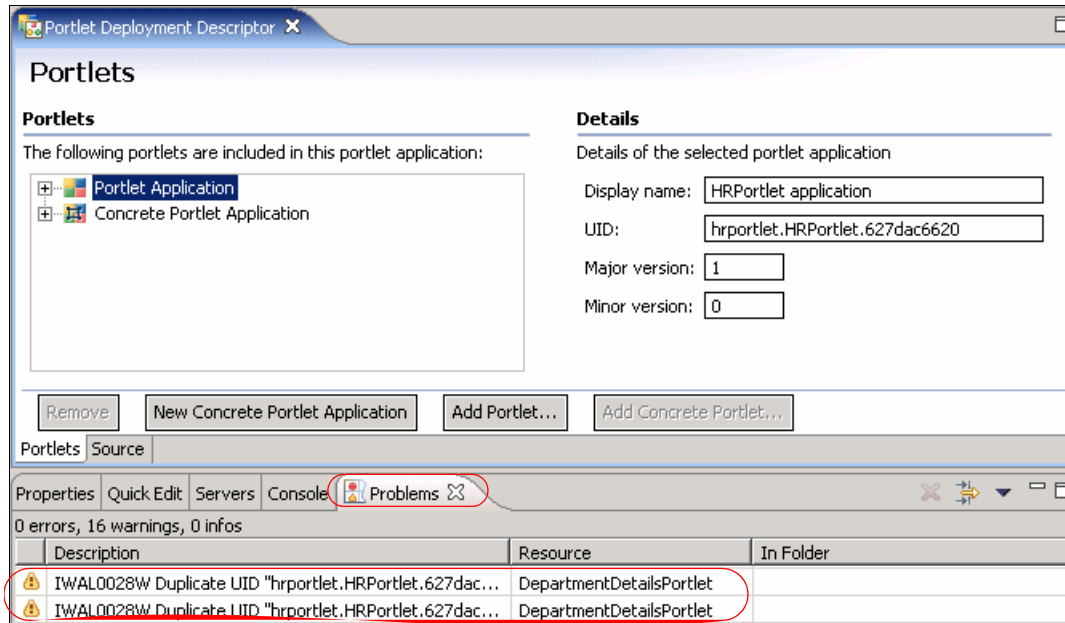 Portlet Deployment Descriptor
Portlets
Portlets
The following portlets are included in this portlet application:
Portlet Application
Concrete Portlet Application
Details
Details of the selected portlet application
Display name: HRPortlet application
UID: hrportlet.HRPortlet.627dac6620
Major version: 1
Minor version: 0
Remove New Concrete Portlet Application Add Portlet... Add Concrete Portlet...
Portlets Source
Properties Quick Edit Servers Console Problems
0 errors, 16 warnings, 0 infos
Description Resource In Folder
IWAL0028W Duplicate UID "hrportlet.HRPortlet.627dac... DepartmentDetailsPortlet
IWAL0028W Duplicate UID "hrportlet.HRPortlet.627dac... DepartmentDetailsPortlet